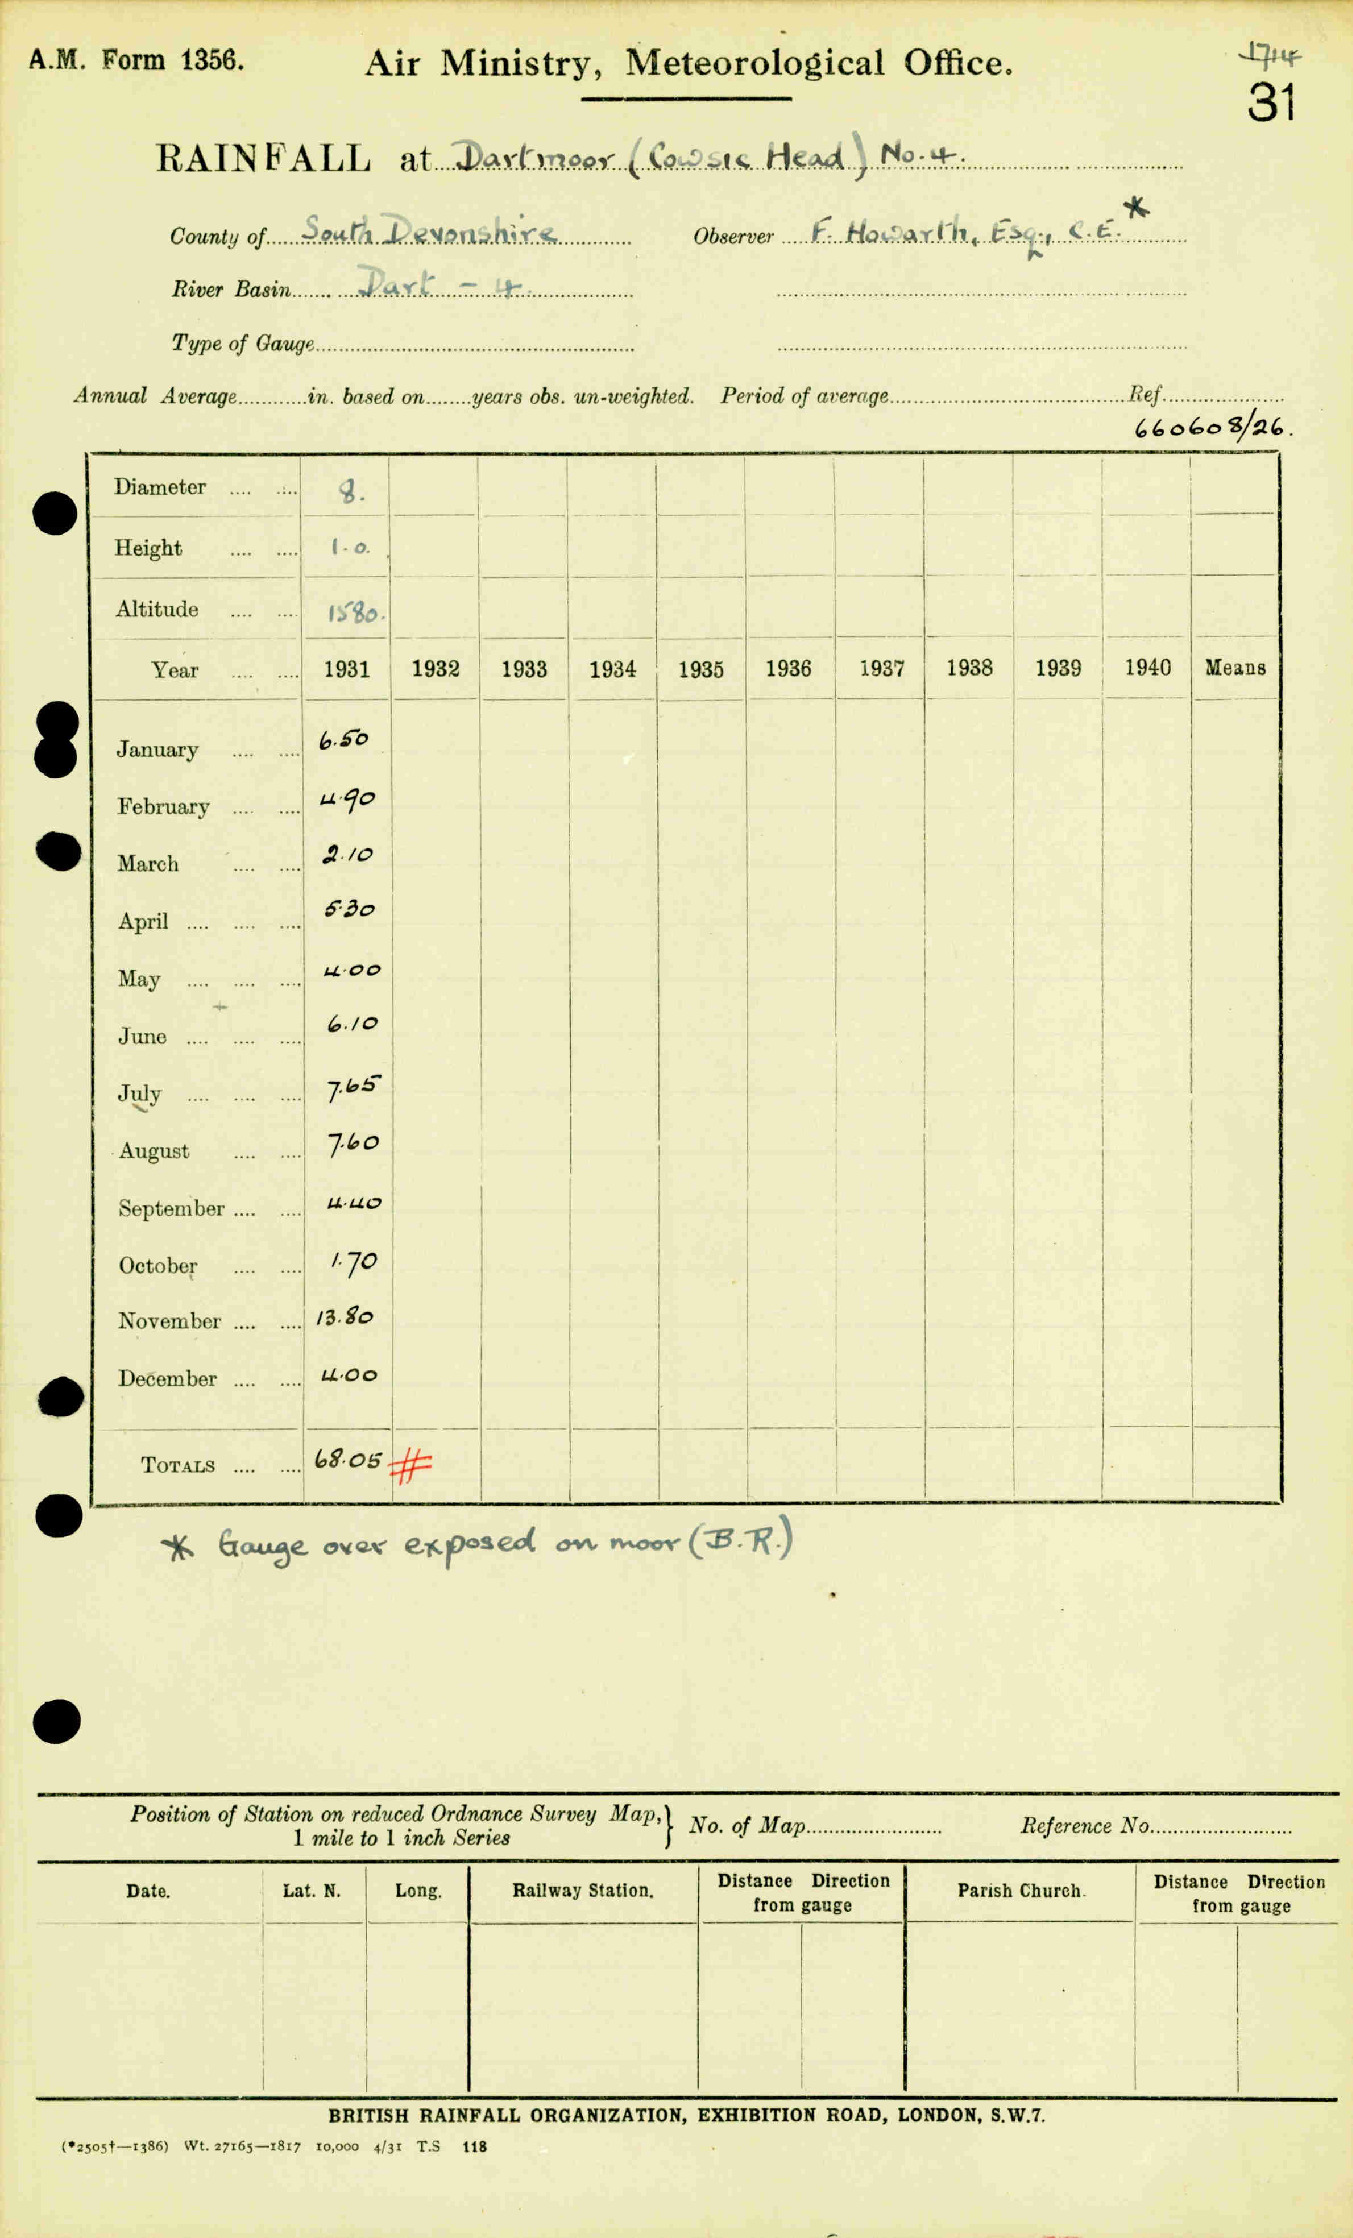 A.M. Form 1356. Air Ministry, Meteorological Office. 1714
31
RAINFALL at Dartmoor (Cowsic Head) No. 4.
County of South Devonshire Observer F. Howarth, Esq., C.E. *
River Basin Dart - 4.
Type of Gauge
Annual Average in. based on years obs. un-weighted. Period of average Ref.
660608/26.
Diameter 8.
Height 1.0.
Altitude 1580.
Year 1931 1932 1933 1934 1935 1936 1937 1938 1939 1940 Means
January 6.50
February 4.90
March 2.10
April 5.30
May 4.00
June 6.10
July 7.65
August 7.60
September 4.40
October 1.70
November 13.80
December 4.00
TOTALS 68.05 #
* Gauge over exposed on moor (B.R.)
Position of Station on reduced Ordnance Survey Map, } No. of Map Reference No.
1 mile to 1 inch Series
Date. Lat. N. Long. Railway Station. Distance Direction from gauge Parish Church. Distance Direction from gauge
BRITISH RAINFALL ORGANIZATION, EXHIBITION ROAD, LONDON, S.W.7.
(*2505†—1386) Wt. 27165—1817 10,000 4/31 T.S 118